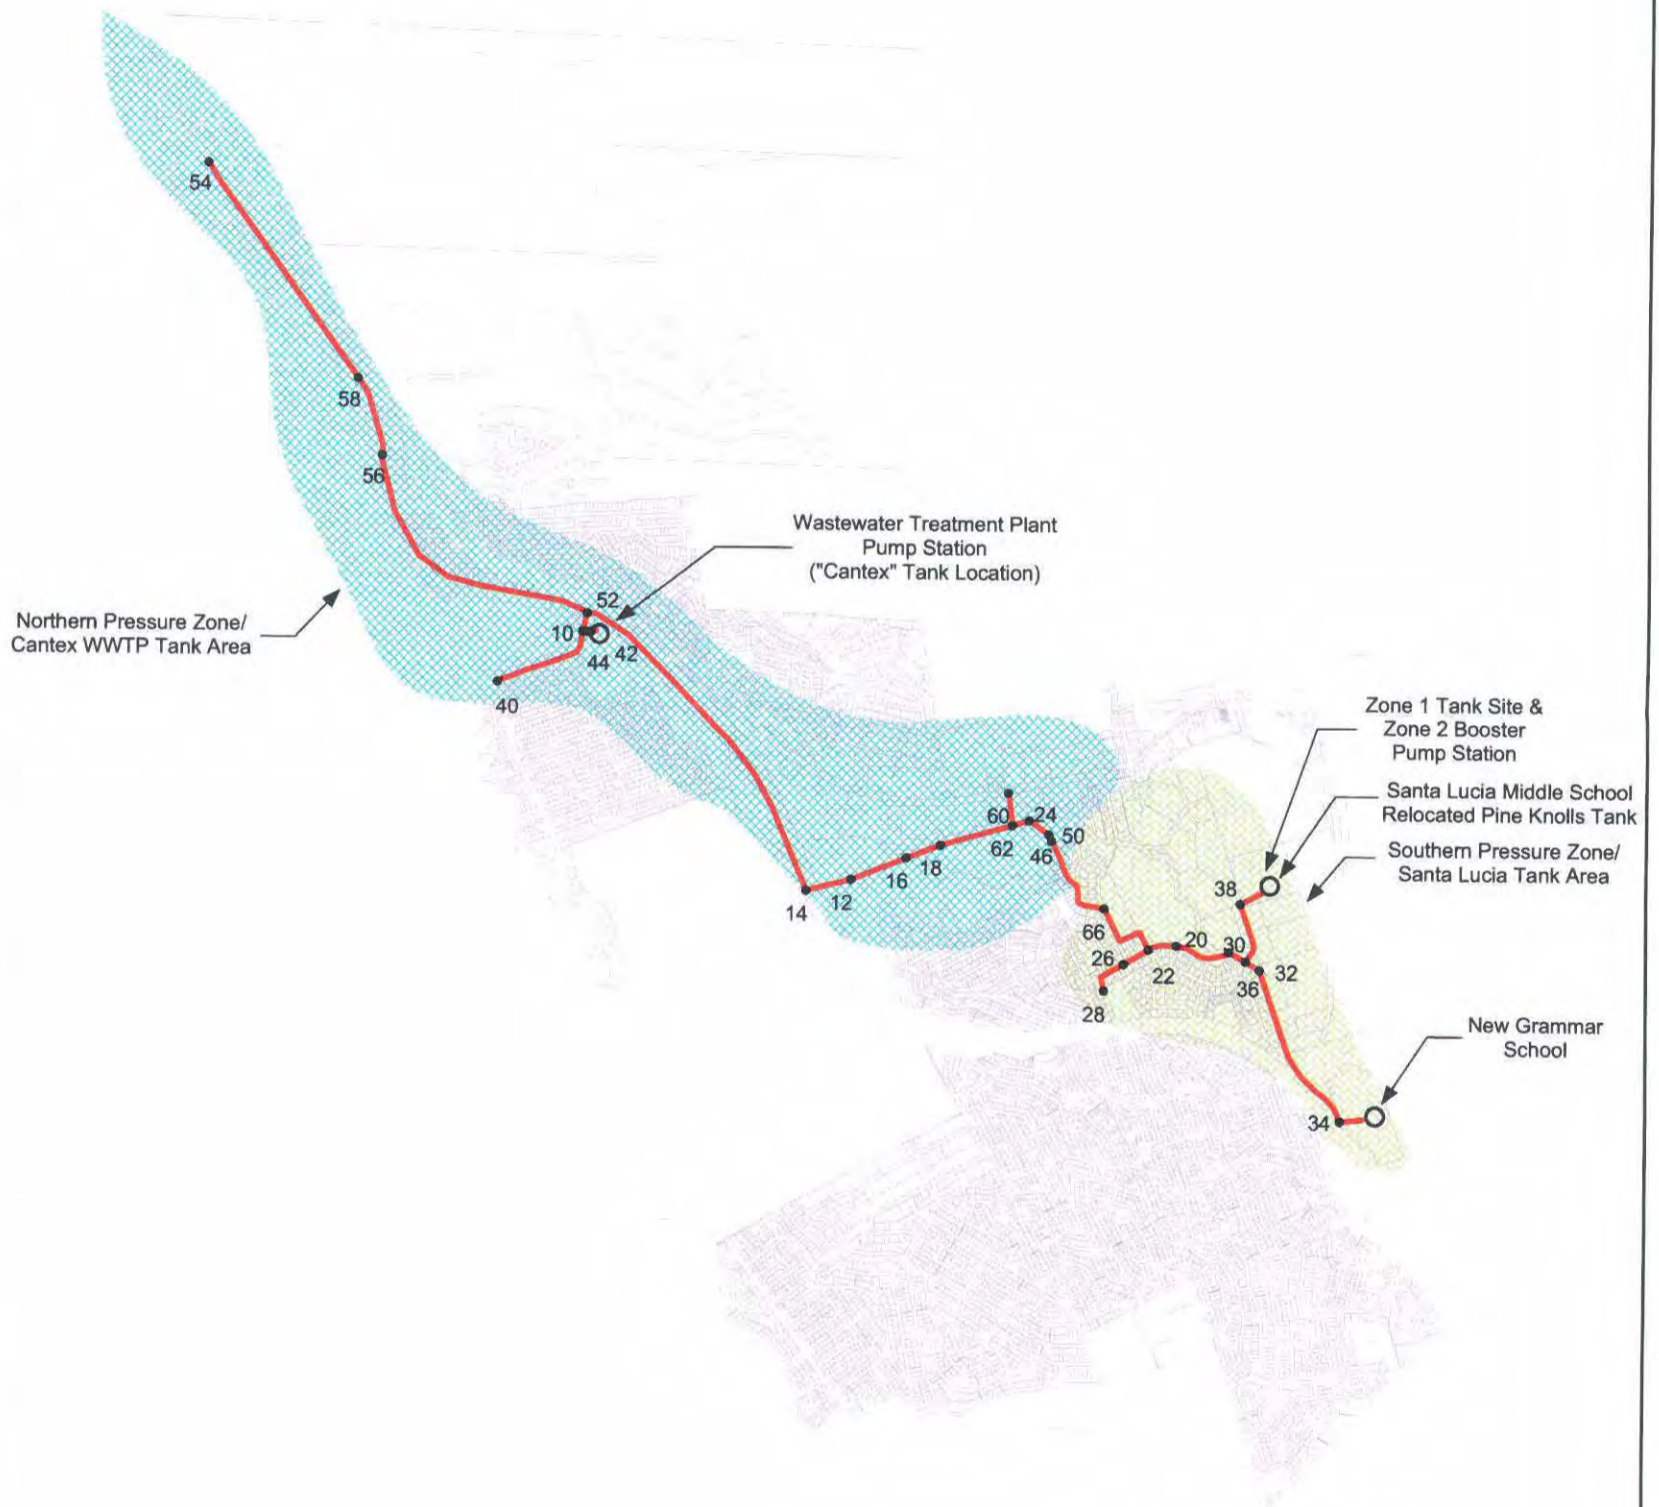 54
58
56
Wastewater Treatment Plant
Pump Station
("Cantex" Tank Location)
Northern Pressure Zone/
Cantex WWTP Tank Area
52
10
44
42
40
Zone 1 Tank Site &
Zone 2 Booster
Pump Station
Santa Lucia Middle School
Relocated Pine Knolls Tank
Southern Pressure Zone/
Santa Lucia Tank Area
60
24
62
50
46
18
16
12
14
38
66
20
30
26
22
36
32
28
New Grammar
School
34